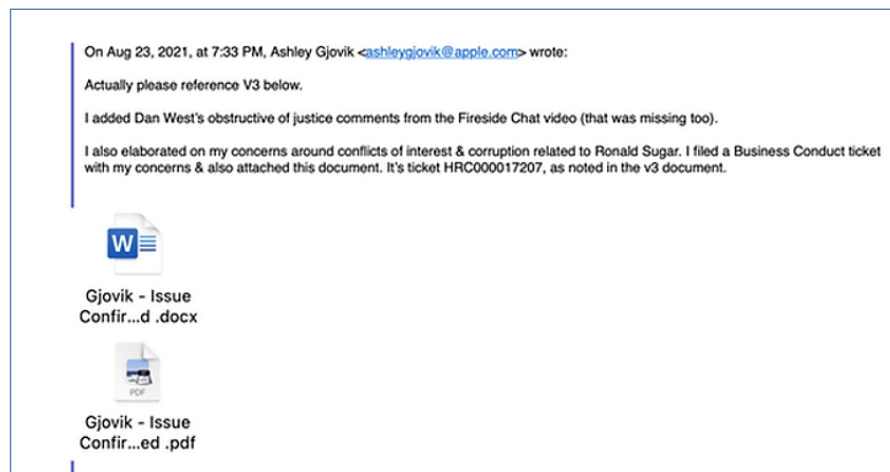 On Aug 23, 2021, at 7:33 PM, Ashley Gjovik <ashleygjovik@apple.com> wrote:
Actually please reference V3 below.
I added Dan West's obstructive of justice comments from the Fireside Chat video (that was missing too).
I also elaborated on my concerns around conflicts of interest & corruption related to Ronald Sugar. I filed a Business Conduct ticket
with my concerns & also attached this document. It's ticket HRC000017207, as noted in the v3 document.
W
Gjovik - Issue
Confir...d .docx
PDF
Gjovik - Issue
Confir...ed .pdf